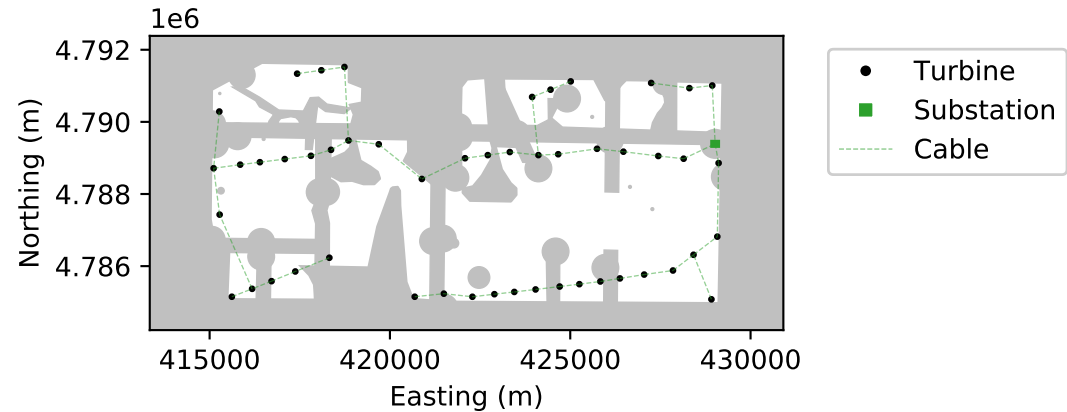 1e6
4.792
4.790
4.788
4.786
Northing (m)
415000 420000 425000 430000
Easting (m)
Turbine
Substation
Cable